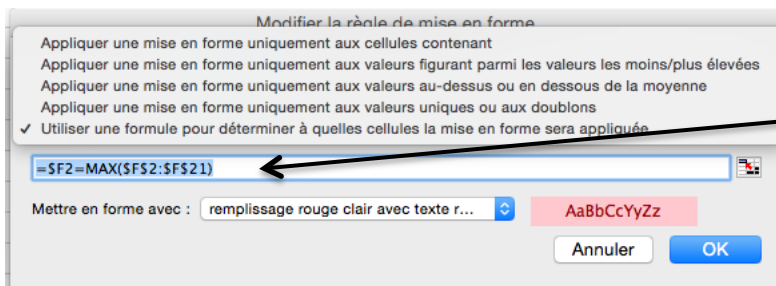 Modifier la règle de mise en forme
Appliquer une mise en forme uniquement aux cellules contenant
Appliquer une mise en forme uniquement aux valeurs figurant parmi les valeurs les moins/plus élevées
Appliquer une mise en forme uniquement aux valeurs au-dessus ou en dessous de la moyenne
Appliquer une mise en forme uniquement aux valeurs uniques ou aux doublons
✓ Utiliser une formule pour déterminer à quelles cellules la mise en forme sera appliquée
=$F2=MAX($F$2:$F$21)
Mettre en forme avec : remplissage rouge clair avec texte r... AaBbCcYyZz
Annuler OK